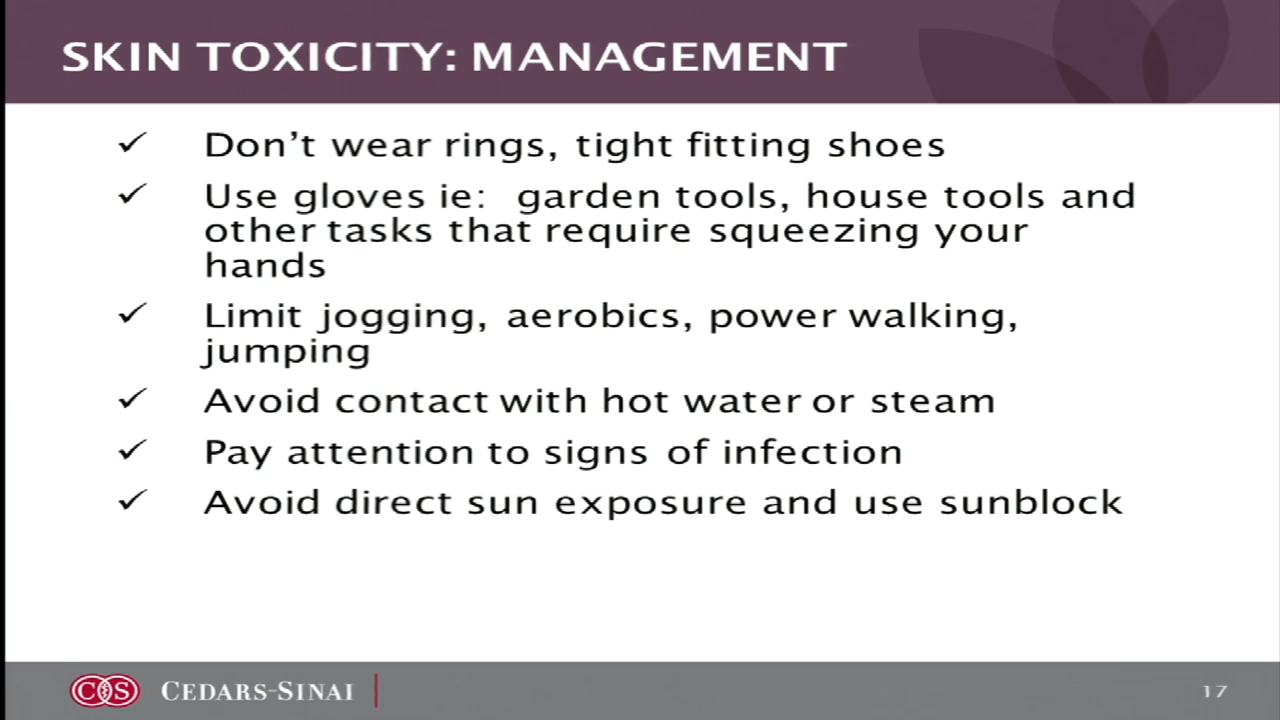 SKIN TOXICITY: MANAGEMENT
✓ Don't wear rings, tight fitting shoes
✓ Use gloves ie: garden tools, house tools and
other tasks that require squeezing your
hands
✓ Limit jogging, aerobics, power walking,
jumping
✓ Avoid contact with hot water or steam
✓ Pay attention to signs of infection
✓ Avoid direct sun exposure and use sunblock
CS CEDARS-SINAI
17